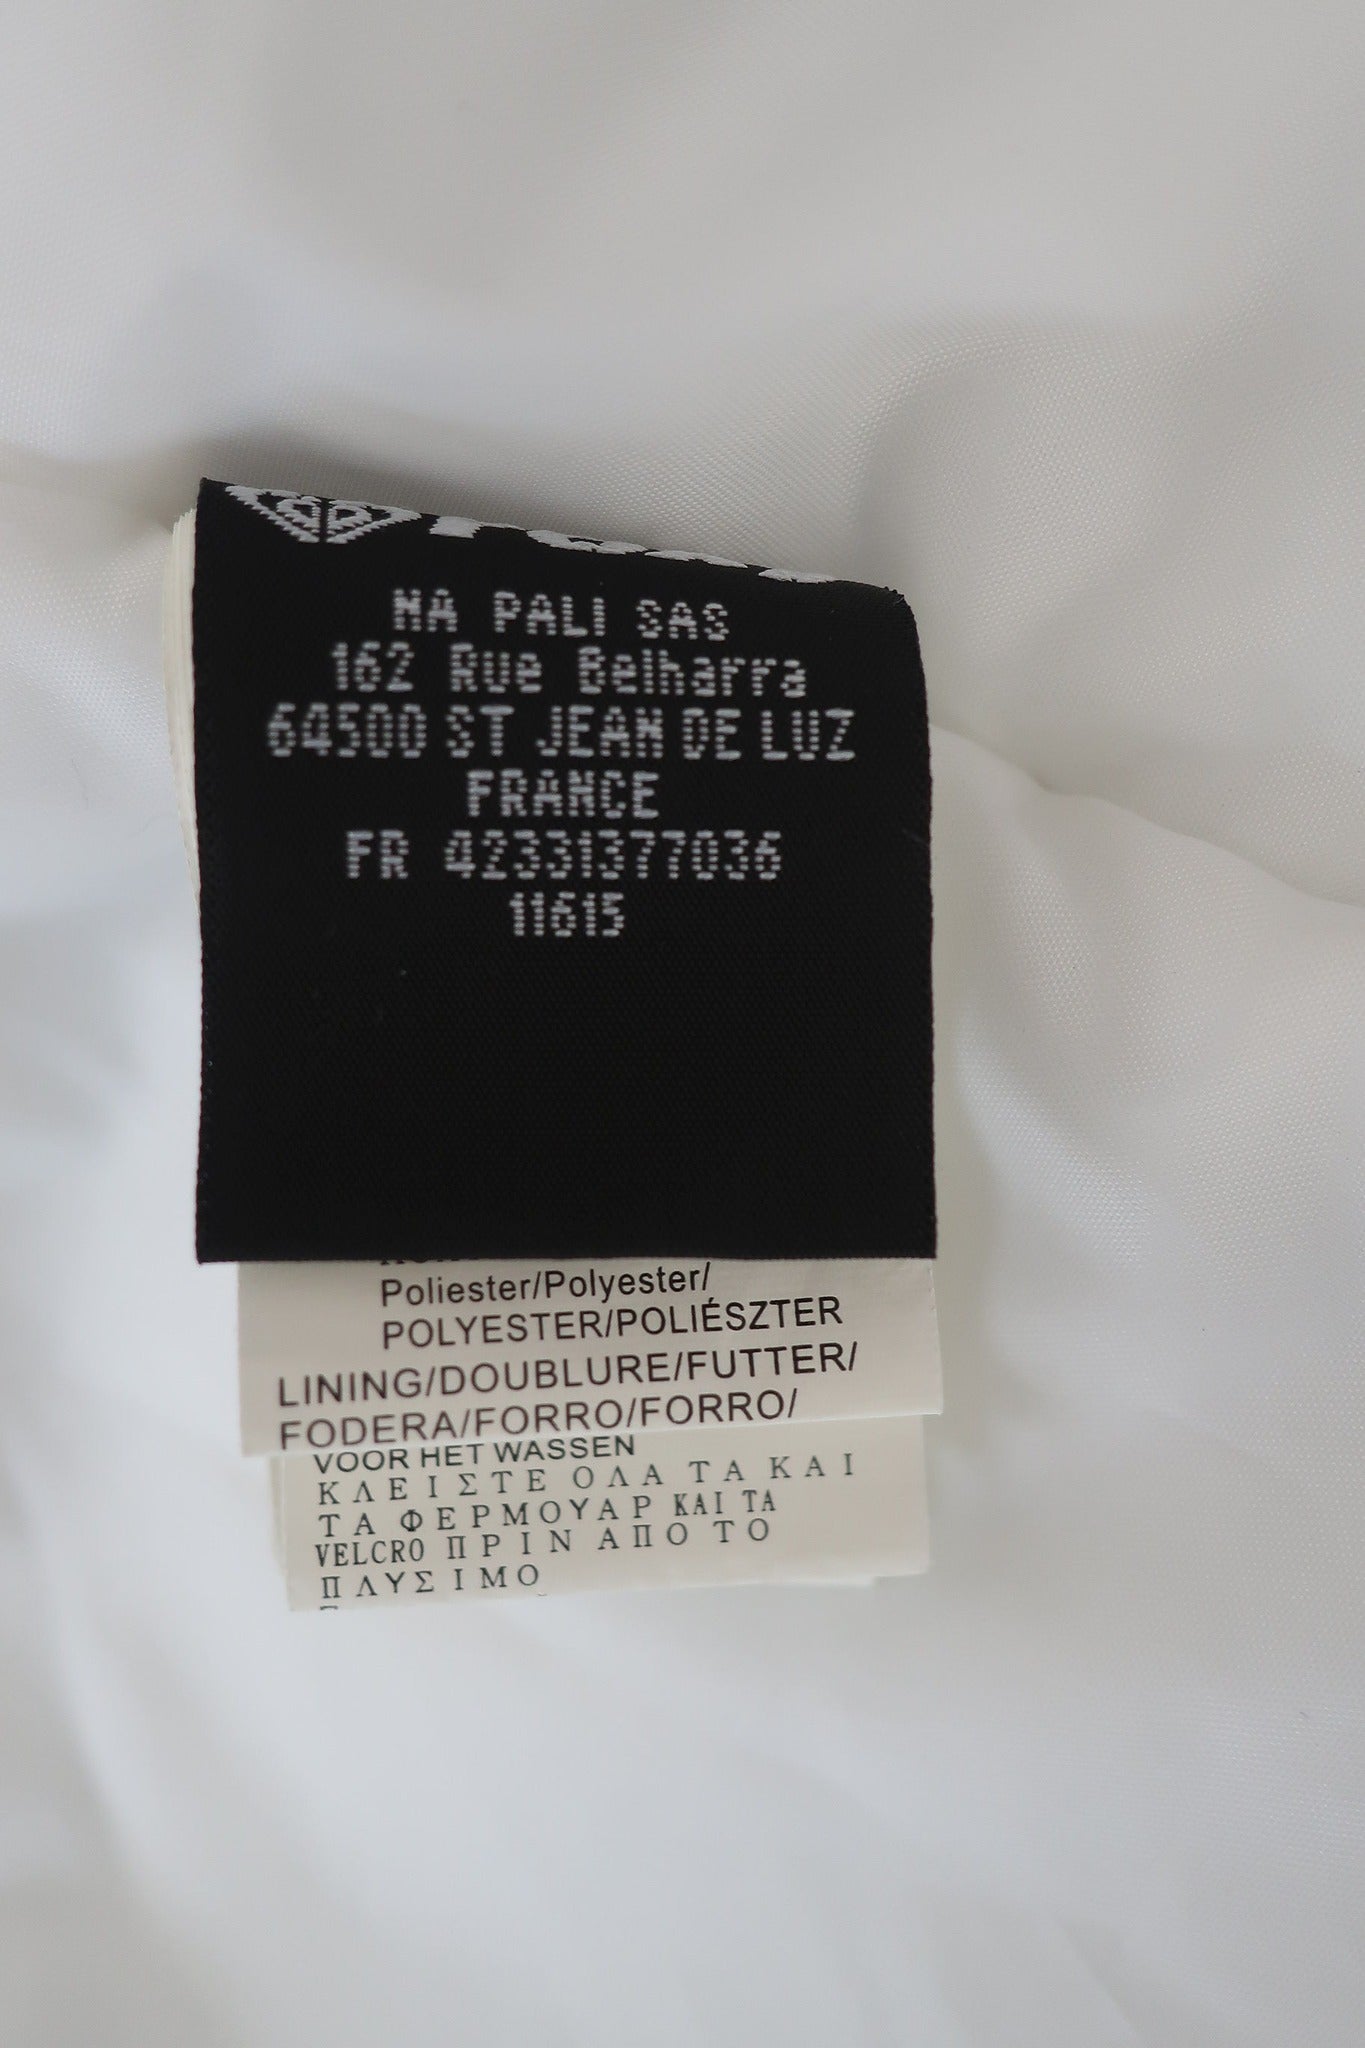 NA PALI SAS
162 Rue Belharra
64500 ST JEAN DE LUZ
FRANCE
FR 42331377036
11615
Poliester/Polyester/
POLYESTER/POLIÉSZTER
LINING/DOUBLURE/FUTTER/
FODERA/FORRO/FORRO/
VOOR HET WASSEN
ΚΛΕΙΣΤΕ ΟΛΑ ΤΑ ΚΑΙ
ΤΑ ΦΕΡΜΟΥΑΡ ΚΑΙ ΤΑ
VELCRO ΠΡΙΝ ΑΠΟ ΤΟ
ΠΛΥΣΙΜΟ